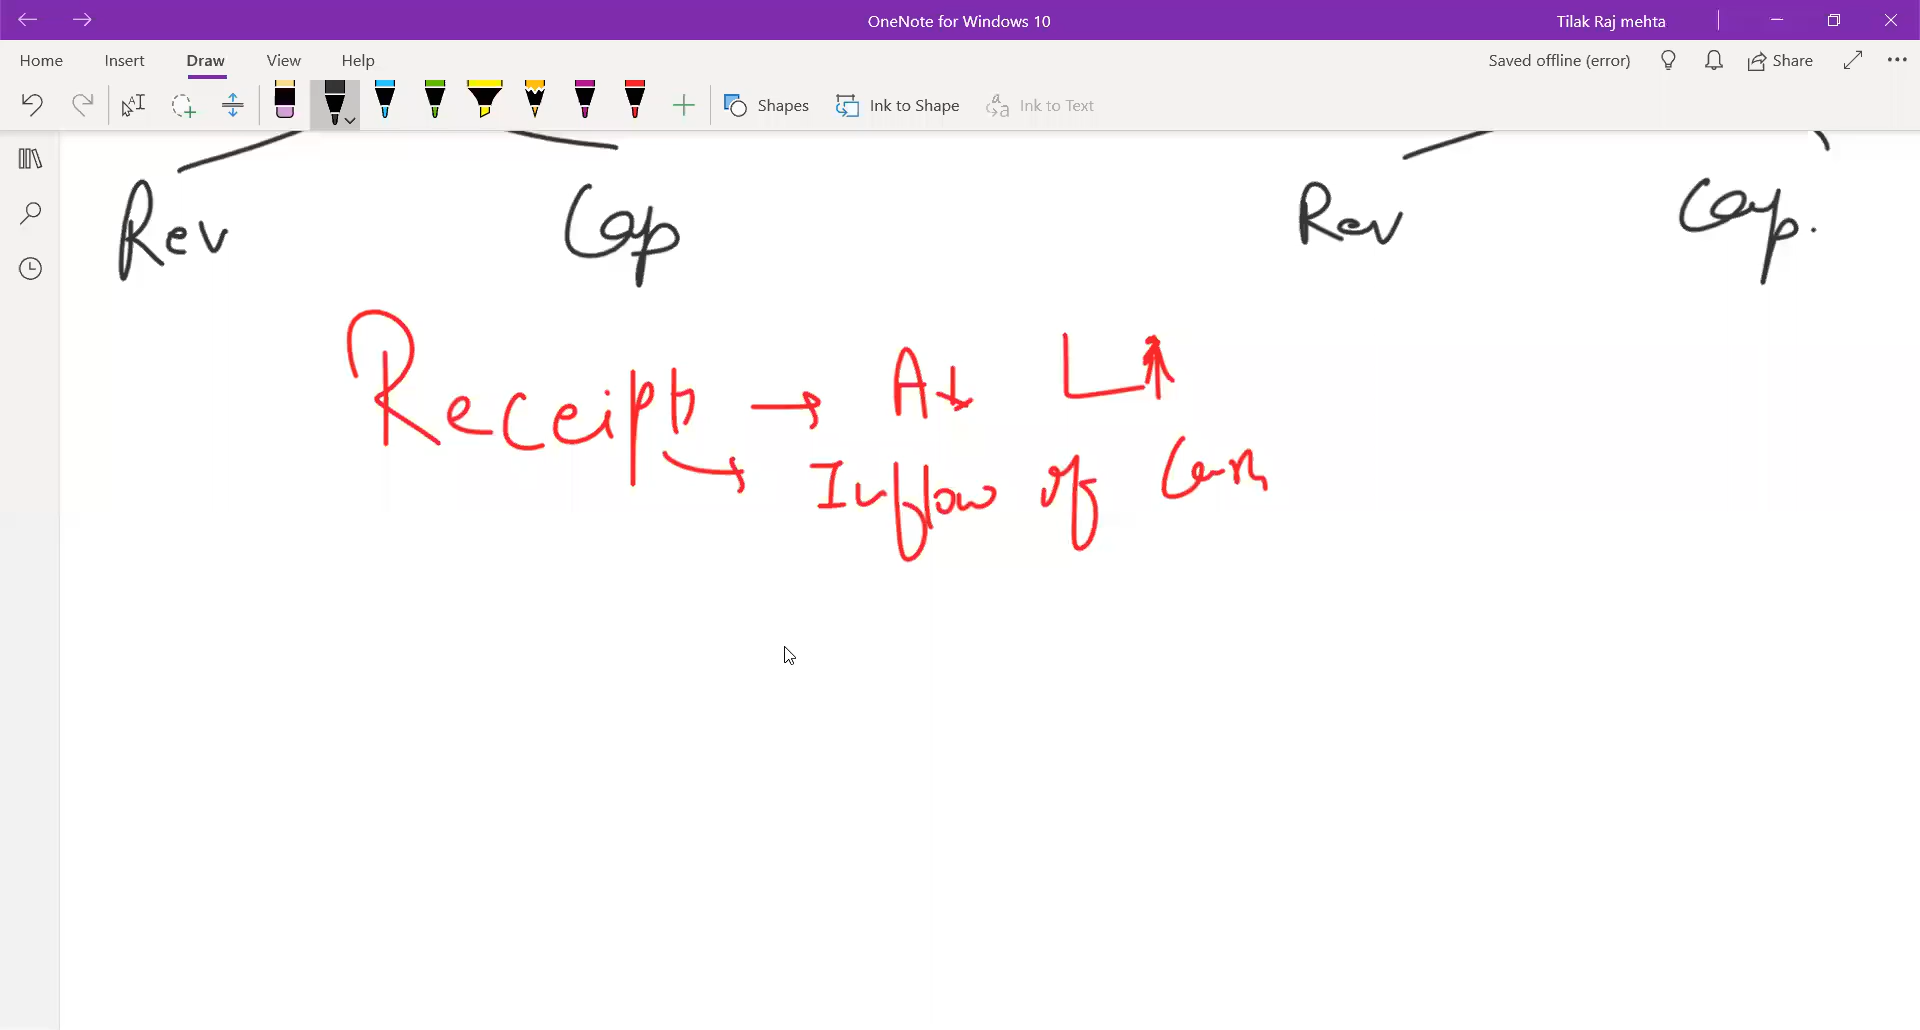 OneNote for Windows 10
Tilak Raj mehta
Home Insert Draw View Help
Saved offline (error) Share
Shapes Ink to Shape Ink to Text
Rev Cap Rev Cap.
Receipts → A↓ L↑
→ Inflow of Cash